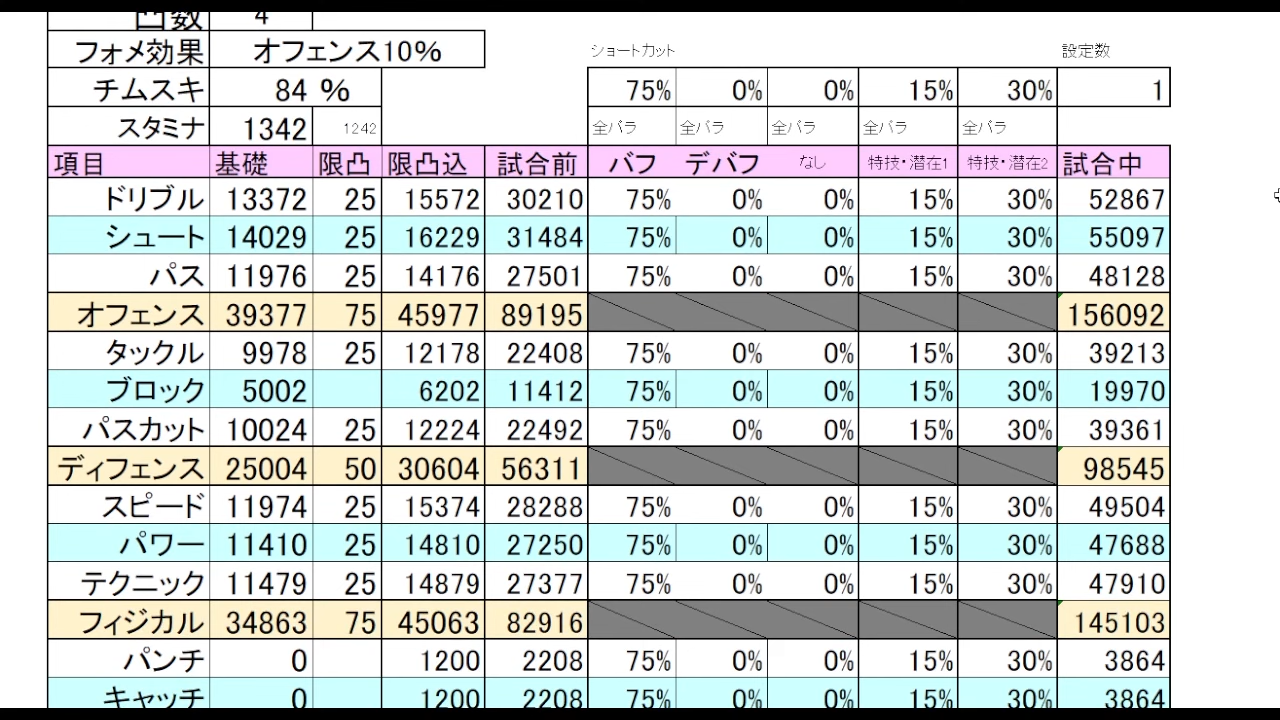 凸数 4
フォメ効果 オフェンス10% ショートカット 設定数
チムスキ 84 % 75% 0% 0% 15% 30% 1
スタミナ 1342 1242 全パラ 全パラ 全パラ 全パラ 全パラ
項目 基礎 限凸 限凸込 試合前 バフ デバフ なし 特技・潜在1 特技・潜在2 試合中
ドリブル 13372 25 15572 30210 75% 0% 0% 15% 30% 52867
シュート 14029 25 16229 31484 75% 0% 0% 15% 30% 55097
パス 11976 25 14176 27501 75% 0% 0% 15% 30% 48128
オフェンス 39377 75 45977 89195 156092
タックル 9978 25 12178 22408 75% 0% 0% 15% 30% 39213
ブロック 5002 6202 11412 75% 0% 0% 15% 30% 19970
パスカット 10024 25 12224 22492 75% 0% 0% 15% 30% 39361
ディフェンス 25004 50 30604 56311 98545
スピード 11974 25 15374 28288 75% 0% 0% 15% 30% 49504
パワー 11410 25 14810 27250 75% 0% 0% 15% 30% 47688
テクニック 11479 25 14879 27377 75% 0% 0% 15% 30% 47910
フィジカル 34863 75 45063 82916 145103
パンチ 0 1200 2208 75% 0% 0% 15% 30% 3864
キャッチ 0 1200 2208 75% 0% 0% 15% 30% 3864